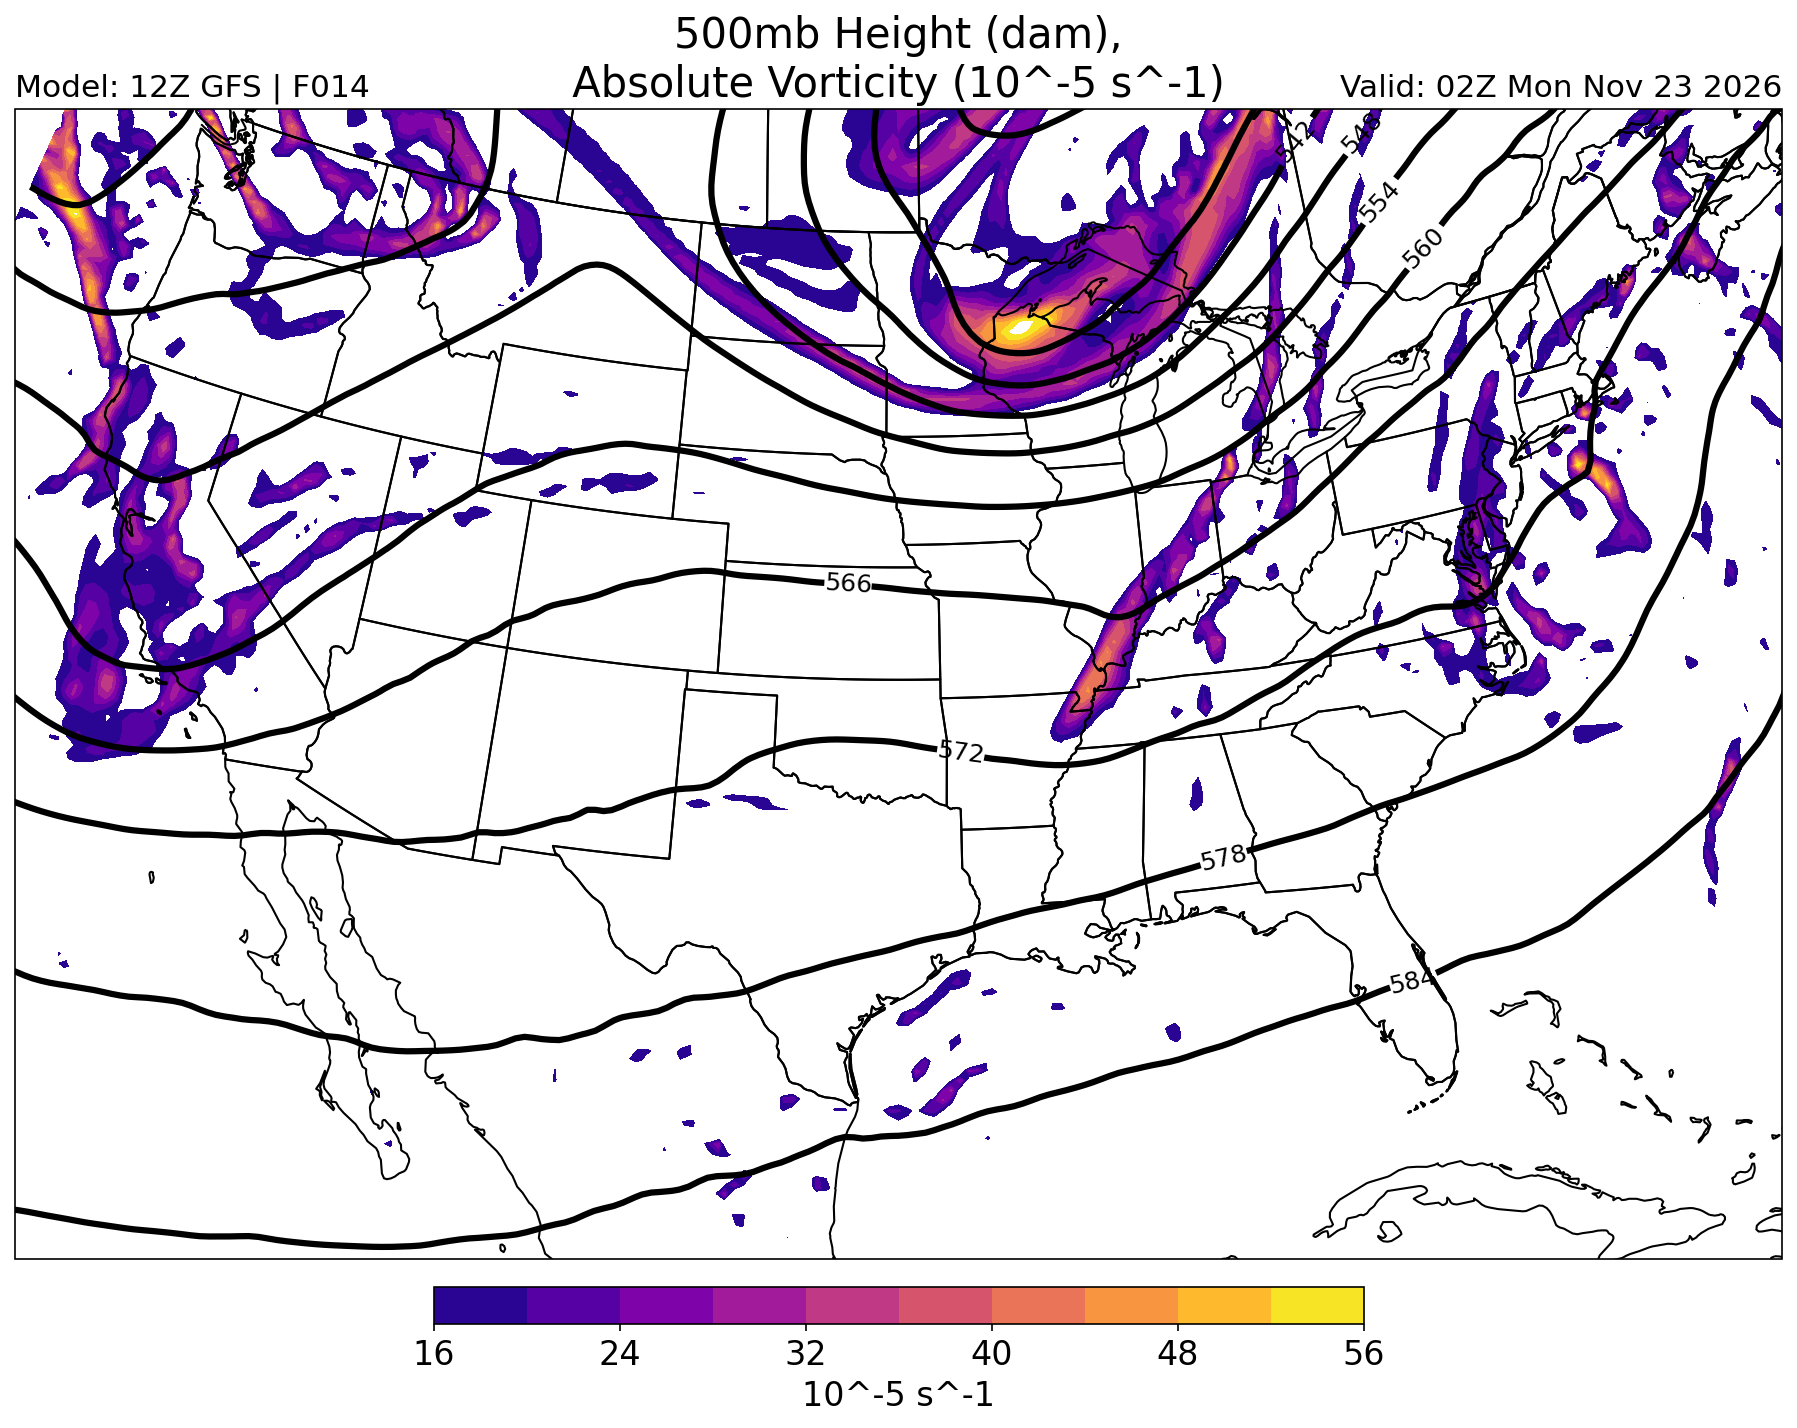 500mb Height (dam),
Model: 12Z GFS | F014
Absolute Vorticity (10^-5 s^-1)
Valid: 02Z Mon Nov 23 2026
542
548
554
560
566
572
578
584
16
24
32
40
48
56
10^-5 s^-1